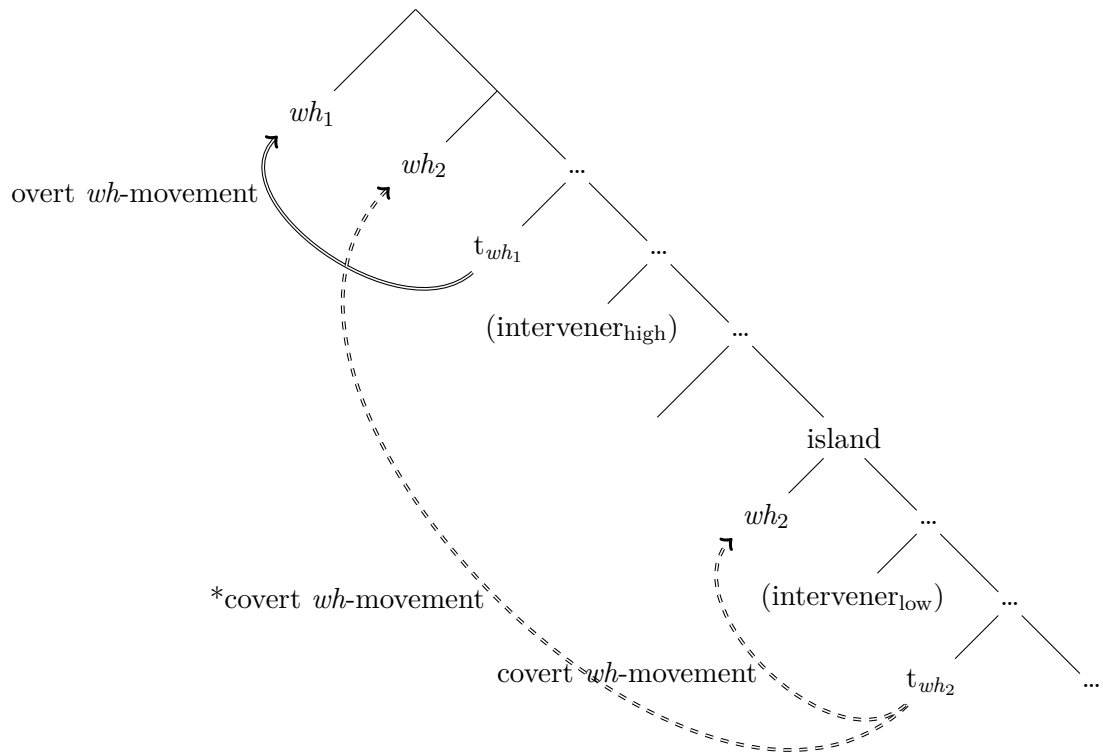 wh₁
wh₂
...
overt wh-movement
t_wh₁
...
(intervener_high)
...
island
wh₂
...
*covert wh-movement
(intervener_low)
...
covert wh-movement
t_wh₂
...